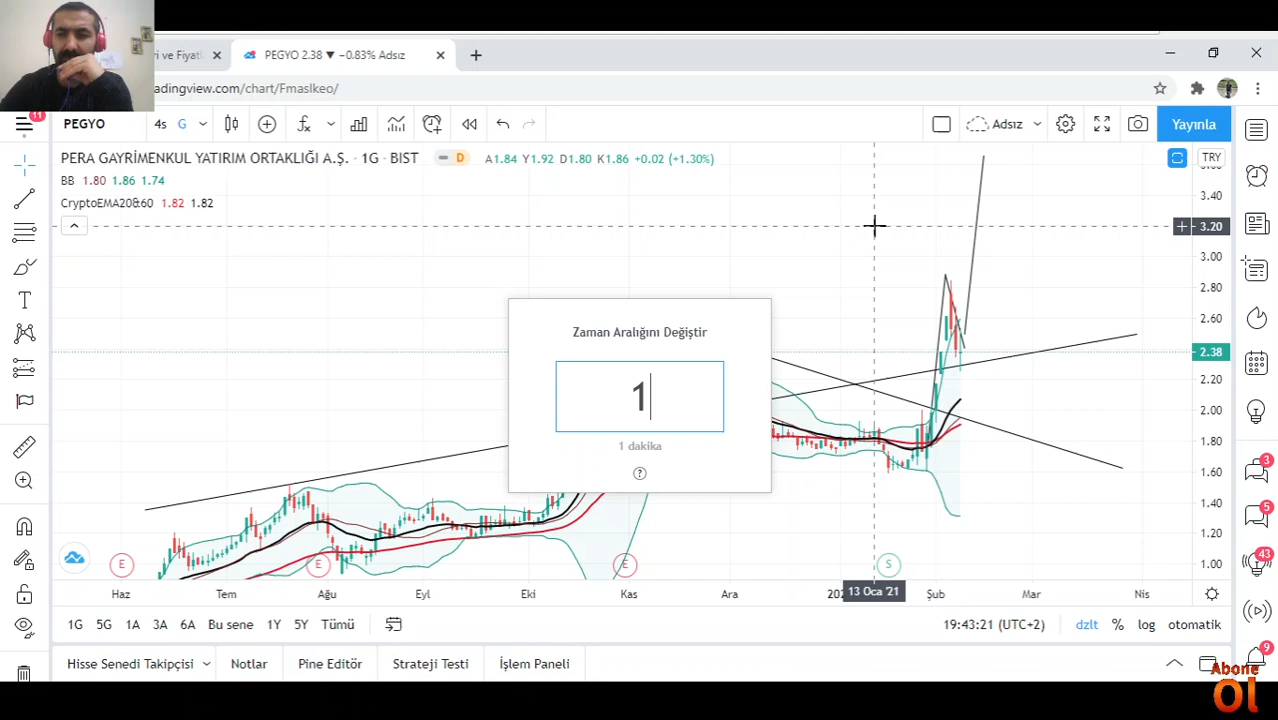 ri ve Fiyatla
PEGYO 2.38 ▼ −0.83% Adsız
adingview.com/chart/Fmaslkeo/
11
PEGYO
4s
G
Adsız
Yayınla
PERA GAYRİMENKUL YATIRIM ORTAKLIĞI A.Ş. · 1G · BIST
D
A1.84 Y1.92 D1.80 K1.86 +0.02 (+1.30%)
TRY
BB 1.80 1.86 1.74
CryptoEMA20&60 1.82 1.82
3.40
3.20
3.00
2.80
2.60
2.38
2.20
2.00
1.80
1.60
1.40
1.20
1.00
Zaman Aralığını Değiştir
1
1 dakika
?
E
E
E
S
Haz
Tem
Ağu
Eyl
Eki
Kas
Ara
13 Oca '21
Şub
Mar
Nis
1G
5G
1A
3A
6A
Bu sene
1Y
5Y
Tümü
19:43:21 (UTC+2)
dzlt
%
log
otomatik
Hisse Senedi Takipçisi
Notlar
Pine Editör
Strateji Testi
İşlem Paneli
3
5
43
9
Abone
Ol